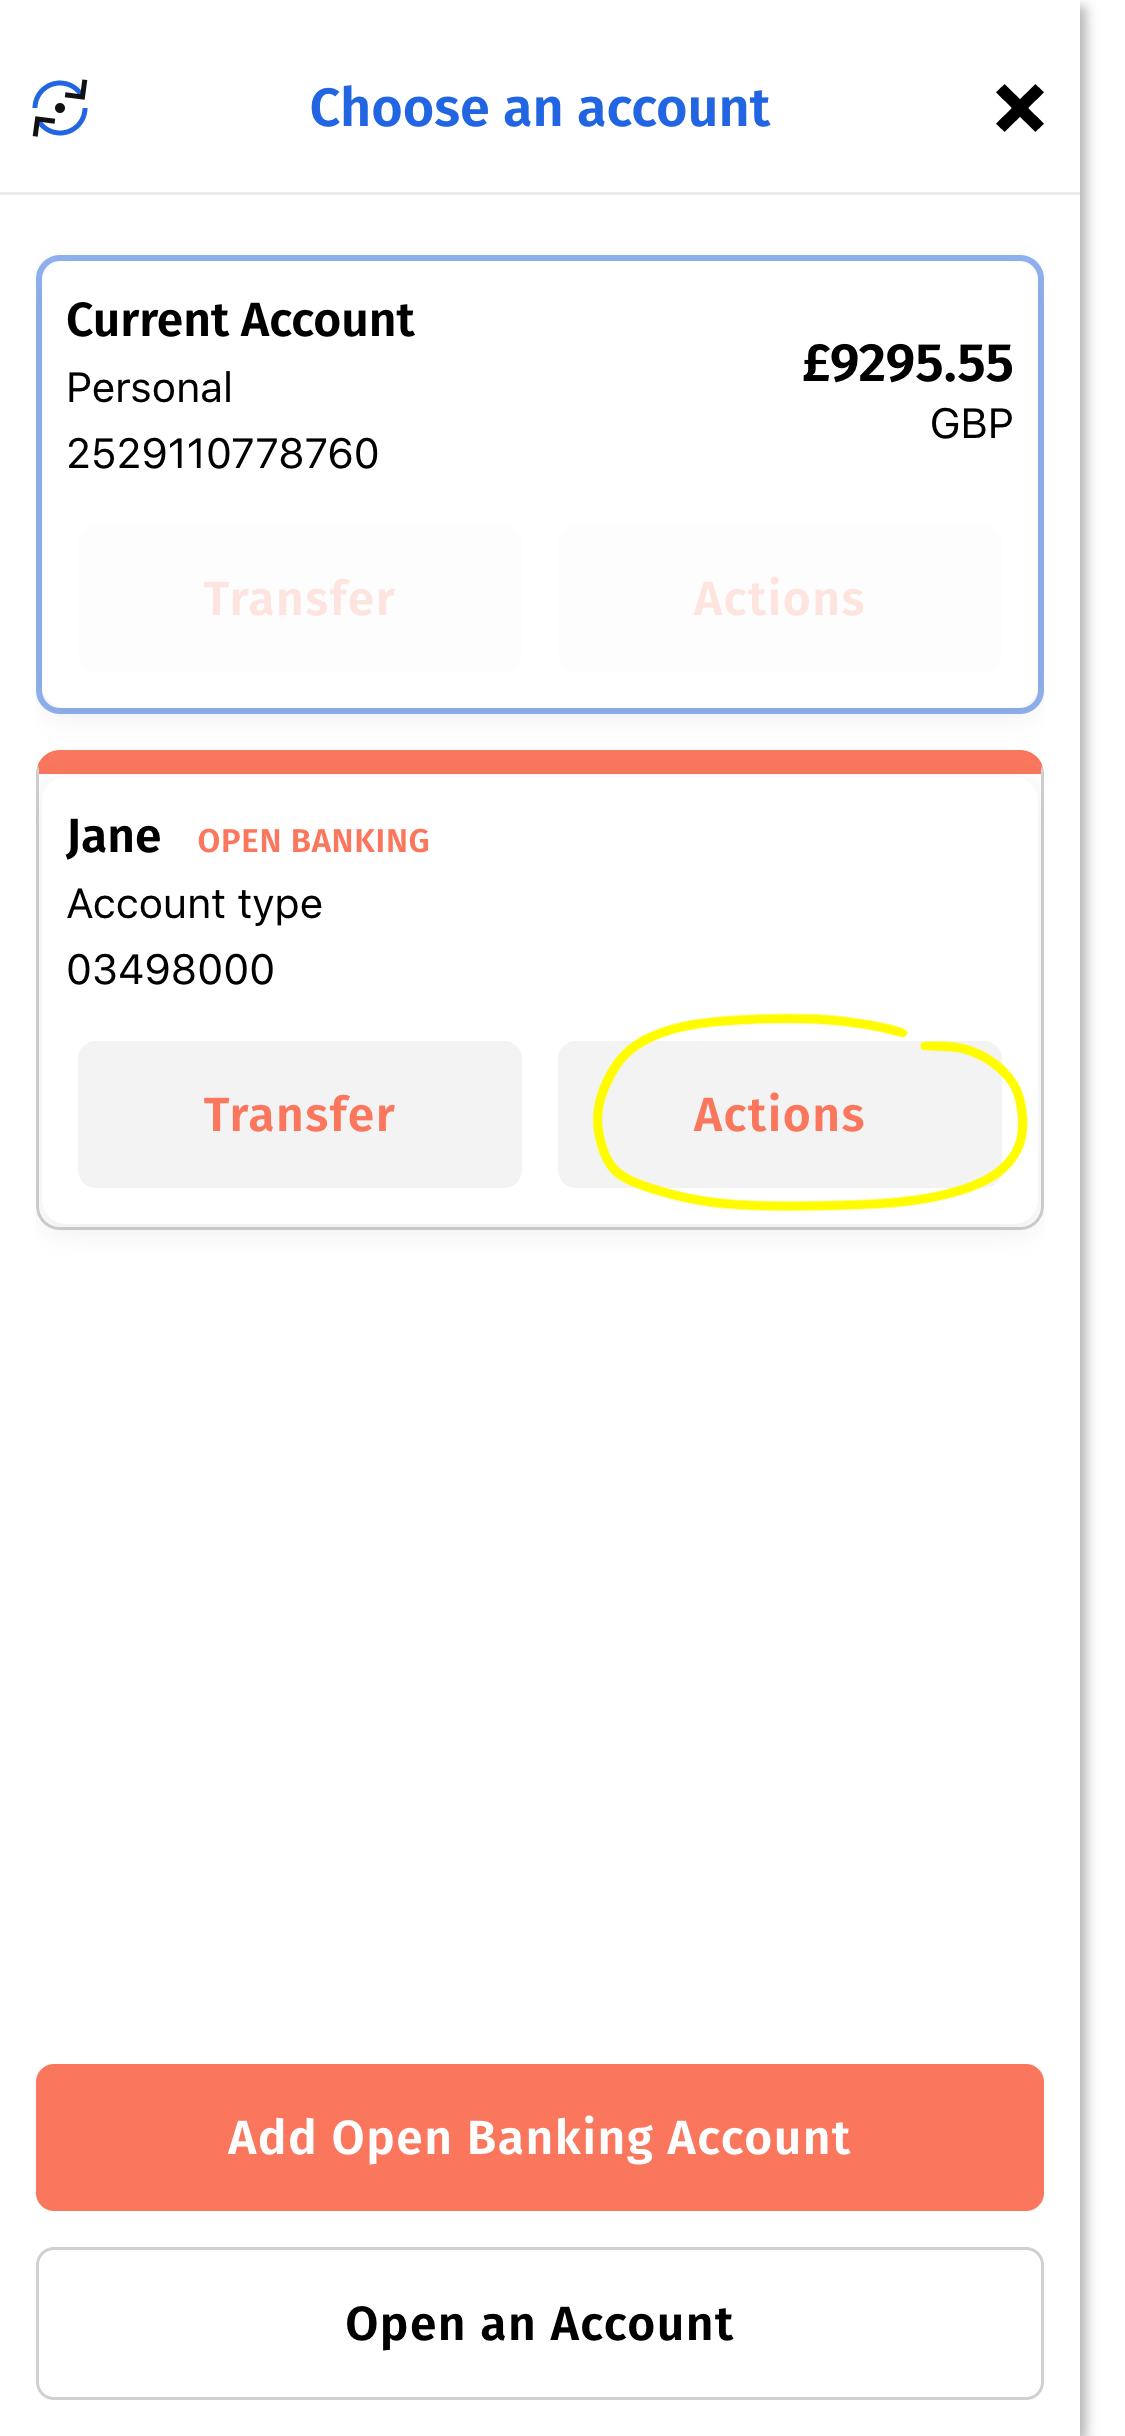 Choose an account
Current Account
Personal
2529110778760
£9295.55
GBP
Transfer Actions
Jane OPEN BANKING
Account type
03498000
Transfer Actions
Add Open Banking Account
Open an Account